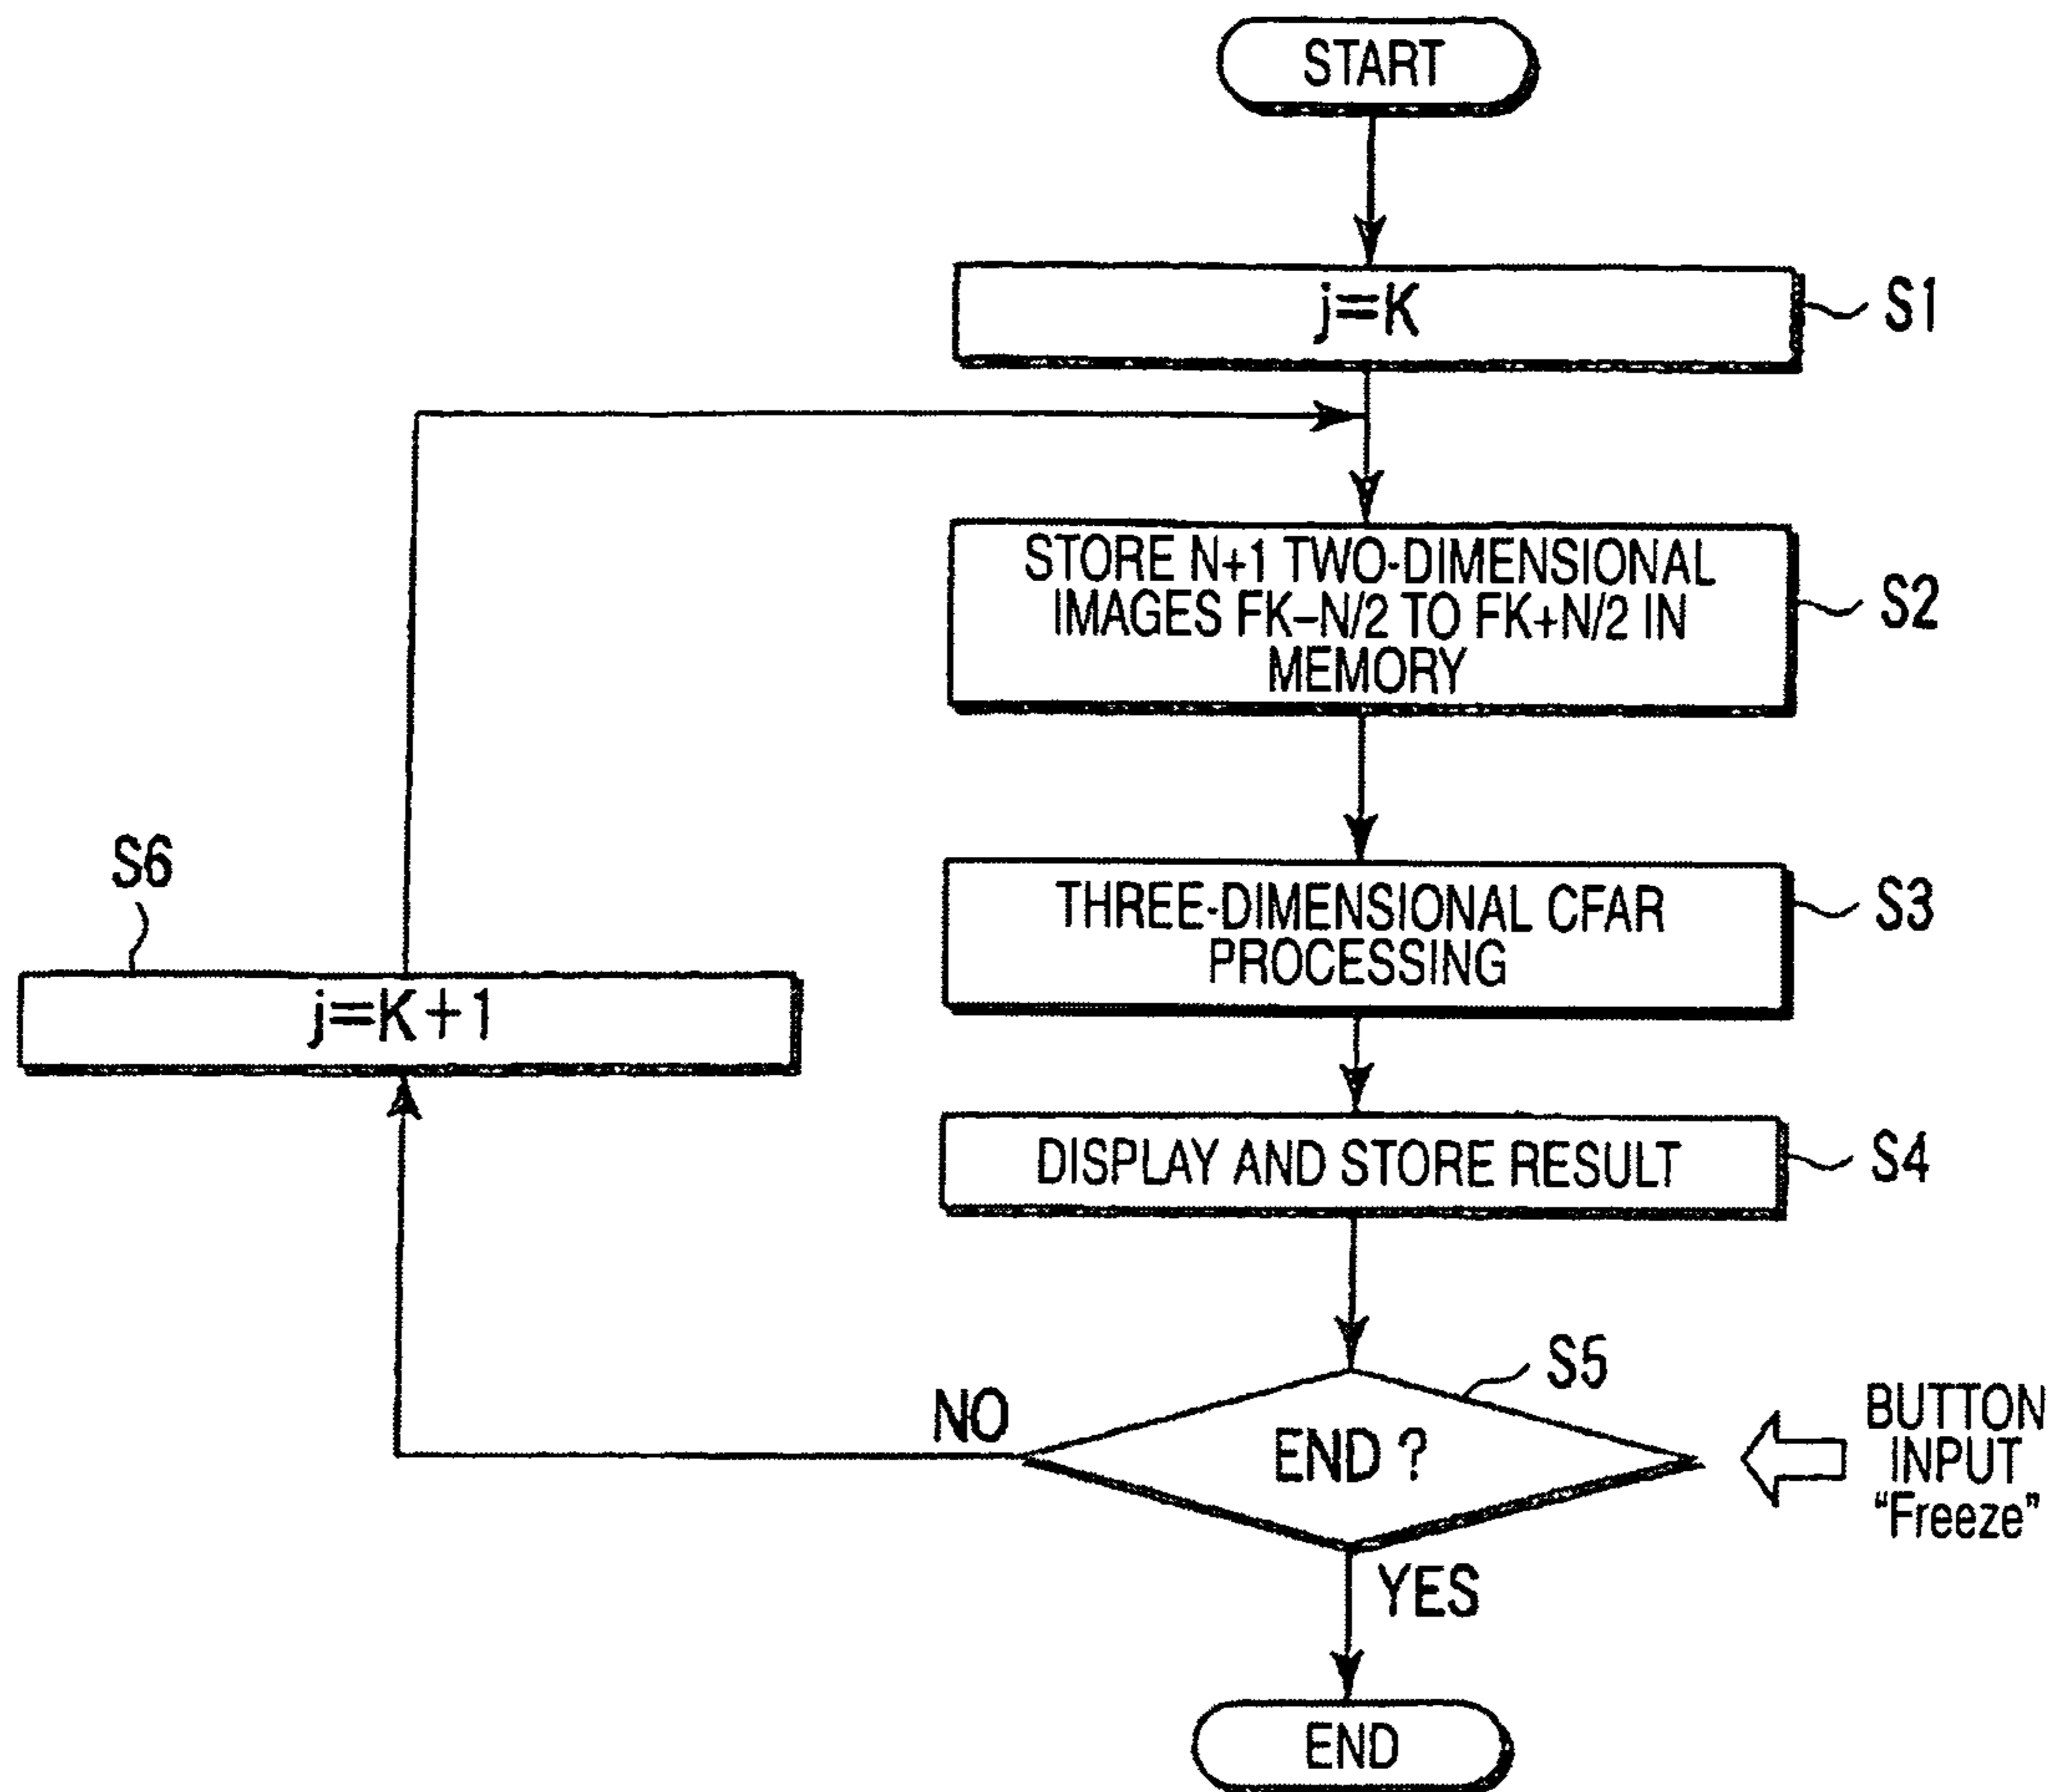 START
j=K
S1
STORE N+1 TWO-DIMENSIONAL
IMAGES FK-N/2 TO FK+N/2 IN
MEMORY
S2
THREE-DIMENSIONAL CFAR
PROCESSING
S3
S6
j=K+1
DISPLAY AND STORE RESULT
S4
S5
NO
END ?
BUTTON
INPUT
“Freeze”
YES
END